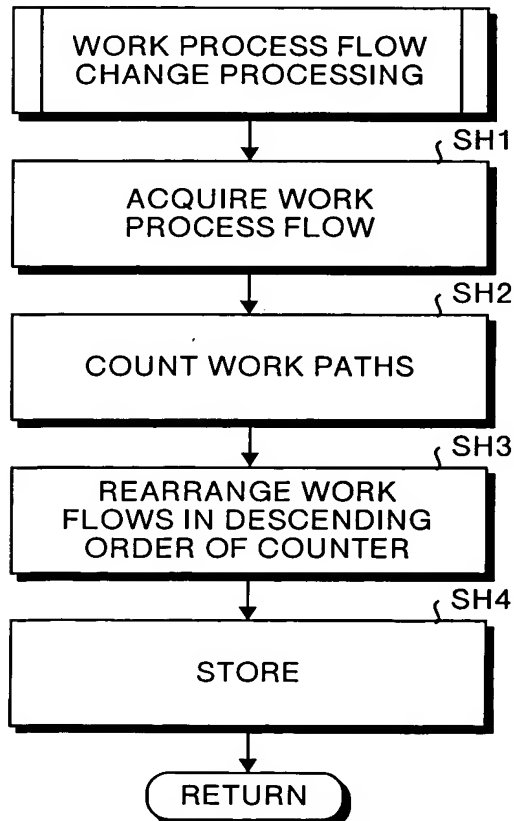 WORK PROCESS FLOW
CHANGE PROCESSING
SH1
ACQUIRE WORK
PROCESS FLOW
SH2
COUNT WORK PATHS
SH3
REARRANGE WORK
FLOWS IN DESCENDING
ORDER OF COUNTER
SH4
STORE
RETURN